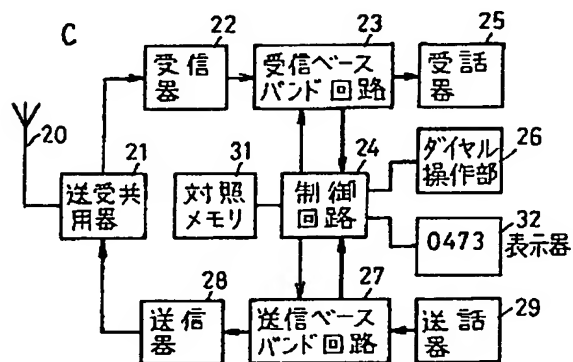 C
22
受信
器
23
受信ベース
バンド回路
25
受話
器
20
21
送受共
用器
31
対照
メモリ
24
制御
回路
26
ダイヤル
操作部
32
0473
表示器
28
送信
器
27
送信ベース
バンド回路
29
送話
器